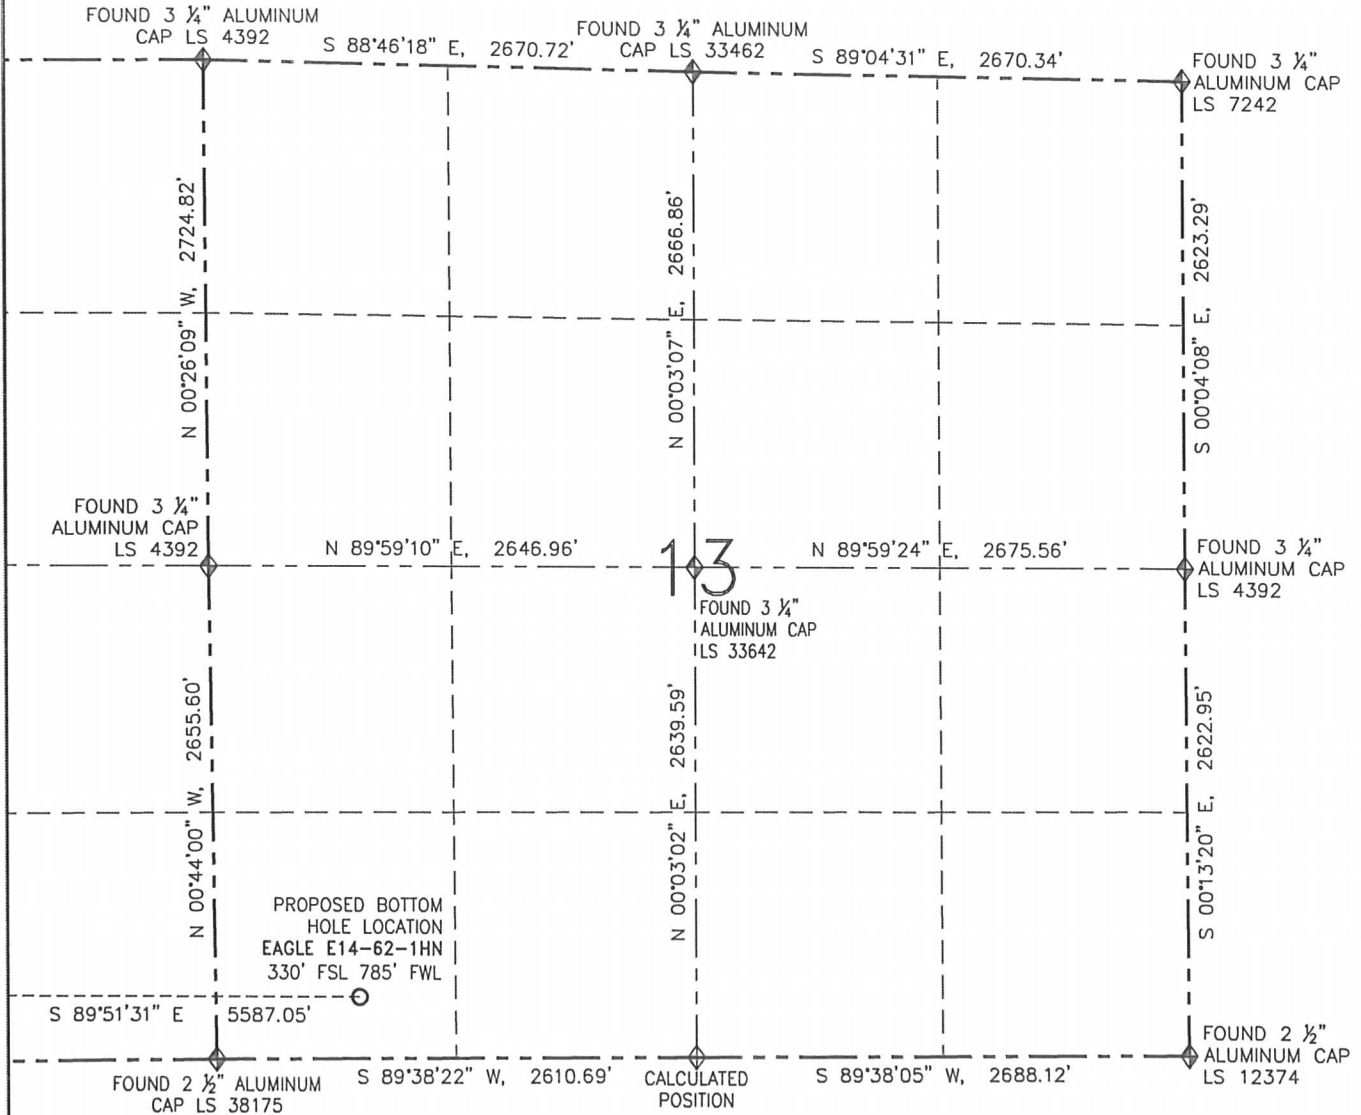 FOUND 3 ¼" ALUMINUM
CAP LS 4392
S 88°46'18" E, 2670.72'
FOUND 3 ¼" ALUMINUM
CAP LS 33462
S 89°04'31" E, 2670.34'
FOUND 3 ¼"
ALUMINUM CAP
LS 7242
N 00°26'09" W, 2724.82'
N 00°03'07" E, 2666.86'
S 00°04'08" E, 2623.29'
FOUND 3 ¼"
ALUMINUM CAP
LS 4392
N 89°59'10" E, 2646.96'
13
N 89°59'24" E, 2675.56'
FOUND 3 ¼"
ALUMINUM CAP
LS 4392
FOUND 3 ¼"
ALUMINUM CAP
LS 33642
N 00°44'00" W, 2655.60'
N 00°03'02" E, 2639.59'
S 00°13'20" E, 2622.95'
PROPOSED BOTTOM
HOLE LOCATION
EAGLE E14-62-1HN
330' FSL 785' FWL
S 89°51'31" E 5587.05'
FOUND 2 ½" ALUMINUM
CAP LS 38175
S 89°38'22" W, 2610.69'
CALCULATED
POSITION
S 89°38'05" W, 2688.12'
FOUND 2 ½"
ALUMINUM CAP
LS 12374